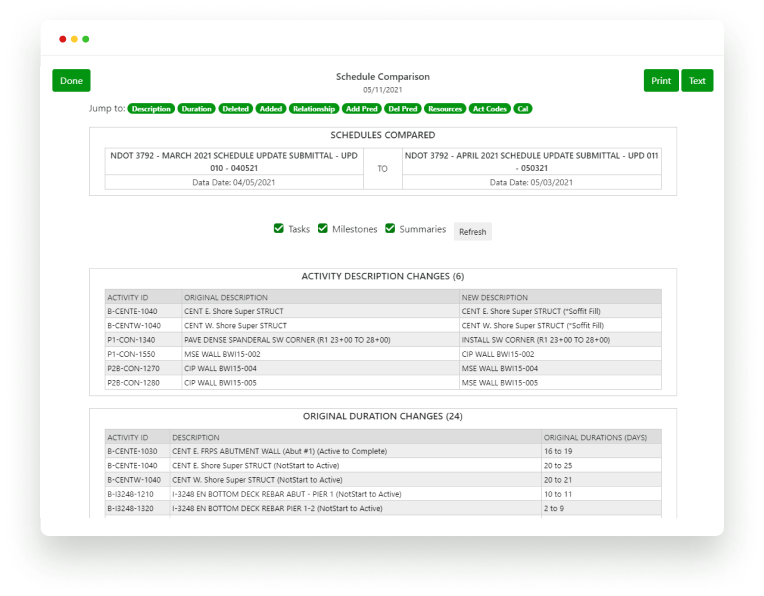 Done
Schedule Comparison
05/11/2021
Print Text
Jump to: Description Duration Deleted Added Relationship Add Pred Del Pred Resources Act Codes Cal
SCHEDULES COMPARED
NDOT 3792 - MARCH 2021 SCHEDULE UPDATE SUBMITTAL - UPD
010 - 040521
Data Date: 04/05/2021
TO
NDOT 3792 - APRIL 2021 SCHEDULE UPDATE SUBMITTAL - UPD 011
- 050321
Data Date: 05/03/2021
Tasks Milestones Summaries Refresh
ACTIVITY DESCRIPTION CHANGES (6)
ACTIVITY ID ORIGINAL DESCRIPTION NEW DESCRIPTION
B-CENTE-1040 CENT E. Shore Super STRUCT CENT E. Shore Super STRUCT (*Soffit Fill)
B-CENTW-1040 CENT W. Shore Super STRUCT CENT W. Shore Super STRUCT (*Soffit Fill)
P1-CON-1340 PAVE DENSE SPANDERAL SW CORNER (R1 23+00 TO 28+00) INSTALL SW CORNER (R1 23+00 TO 28+00)
P1-CON-1550 MSE WALL BWI15-002 CIP WALL BWI15-002
P2B-CON-1270 CIP WALL BWI15-004 MSE WALL BWI15-004
P2B-CON-1280 CIP WALL BWI15-005 MSE WALL BWI15-005
ORIGINAL DURATION CHANGES (24)
ACTIVITY ID DESCRIPTION ORIGINAL DURATIONS (DAYS)
B-CENTE-1030 CENT E. FRPS ABUTMENT WALL (Abut #1) (Active to Complete) 16 to 19
B-CENTE-1040 CENT E. Shore Super STRUCT (NotStart to Active) 20 to 25
B-CENTW-1040 CENT W. Shore Super STRUCT (NotStart to Active) 20 to 21
B-I3248-1210 I-3248 EN BOTTOM DECK REBAR ABUT - PIER 1 (NotStart to Active) 10 to 11
B-I3248-1320 I-3248 EN BOTTOM DECK REBAR PIER 1-2 (NotStart to Active) 2 to 9